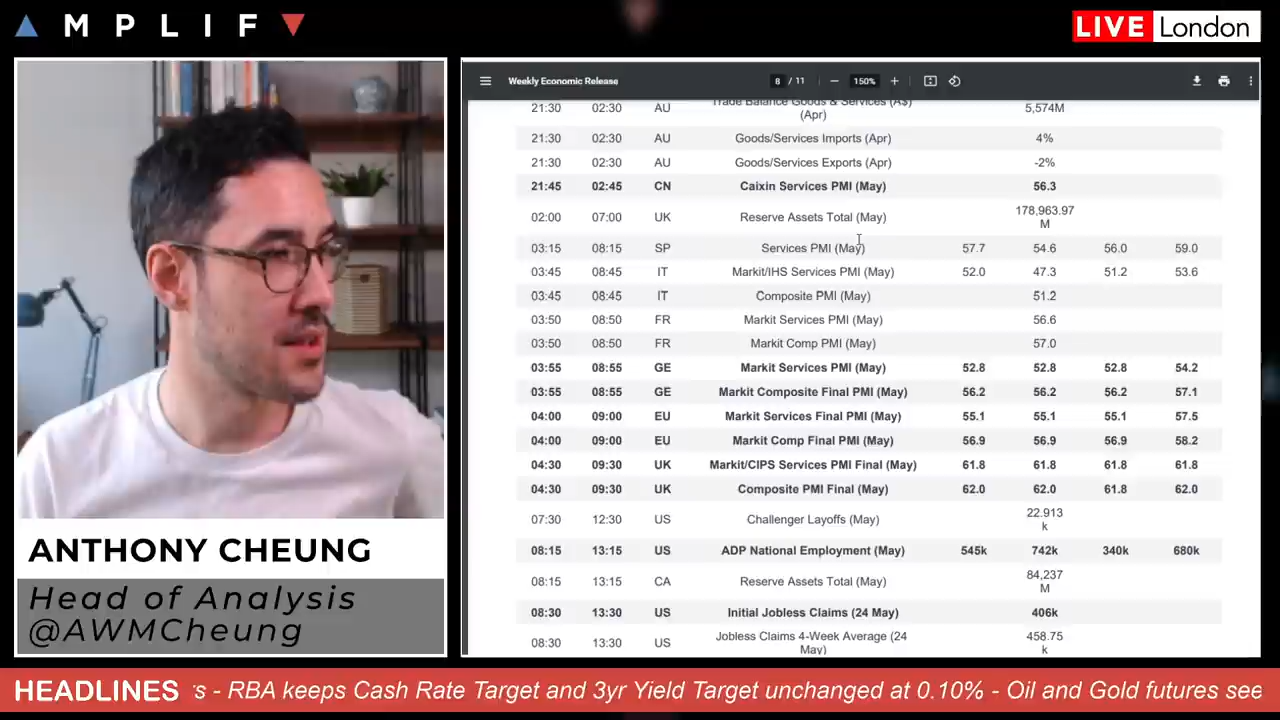 AMPLIFY
LIVE London
Weekly Economic Release 8 / 11 150%
21:30 02:30 AU Trade Balance Goods & Services (A$) (Apr) 5,574M
21:30 02:30 AU Goods/Services Imports (Apr) 4%
21:30 02:30 AU Goods/Services Exports (Apr) -2%
21:45 02:45 CN Caixin Services PMI (May) 56.3
02:00 07:00 UK Reserve Assets Total (May) 178,963.97 M
03:15 08:15 SP Services PMI (May) 57.7 54.6 56.0 59.0
03:45 08:45 IT Markit/IHS Services PMI (May) 52.0 47.3 51.2 53.6
03:45 08:45 IT Composite PMI (May) 51.2
03:50 08:50 FR Markit Services PMI (May) 56.6
03:50 08:50 FR Markit Comp PMI (May) 57.0
03:55 08:55 GE Markit Services PMI (May) 52.8 52.8 52.8 54.2
03:55 08:55 GE Markit Composite Final PMI (May) 56.2 56.2 56.2 57.1
04:00 09:00 EU Markit Services Final PMI (May) 55.1 55.1 55.1 57.5
04:00 09:00 EU Markit Comp Final PMI (May) 56.9 56.9 56.9 58.2
04:30 09:30 UK Markit/CIPS Services PMI Final (May) 61.8 61.8 61.8 61.8
04:30 09:30 UK Composite PMI Final (May) 62.0 62.0 61.8 62.0
07:30 12:30 US Challenger Layoffs (May) 22.913 k
08:15 13:15 US ADP National Employment (May) 545k 742k 340k 680k
08:15 13:15 CA Reserve Assets Total (May) 84,237 M
08:30 13:30 US Initial Jobless Claims (24 May) 406k
08:30 13:30 US Jobless Claims 4-Week Average (24 May) 458.75 k
ANTHONY CHEUNG
Head of Analysis
@AWMCheung
HEADLINES 's - RBA keeps Cash Rate Target and 3yr Yield Target unchanged at 0.10% - Oil and Gold futures see